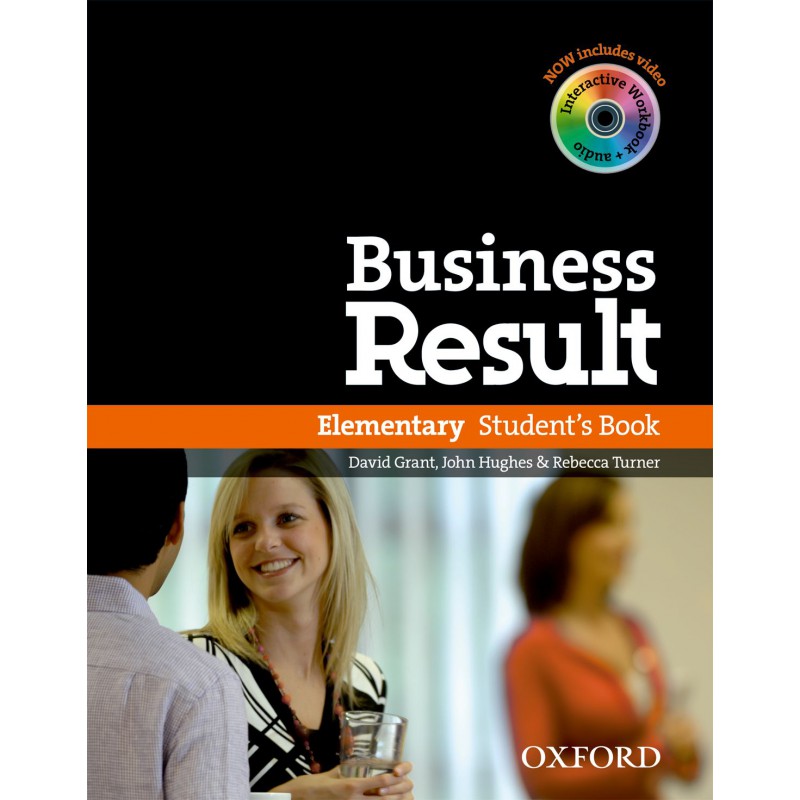 NOW includes video
Interactive Workbook + audio
Business
Result
Elementary Student's Book
David Grant, John Hughes & Rebecca Turner
OXFORD